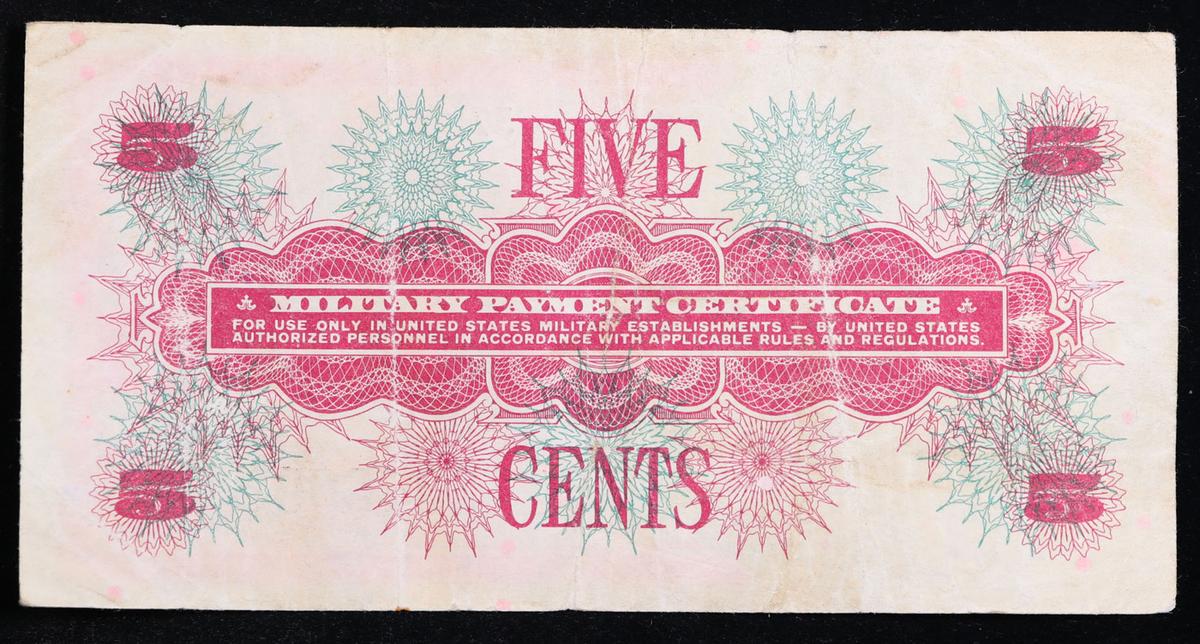 5 FIVE 5
MILITARY PAYMENT CERTIFICATE
FOR USE ONLY IN UNITED STATES MILITARY ESTABLISHMENTS — BY UNITED STATES
AUTHORIZED PERSONNEL IN ACCORDANCE WITH APPLICABLE RULES AND REGULATIONS.
5 CENTS 5